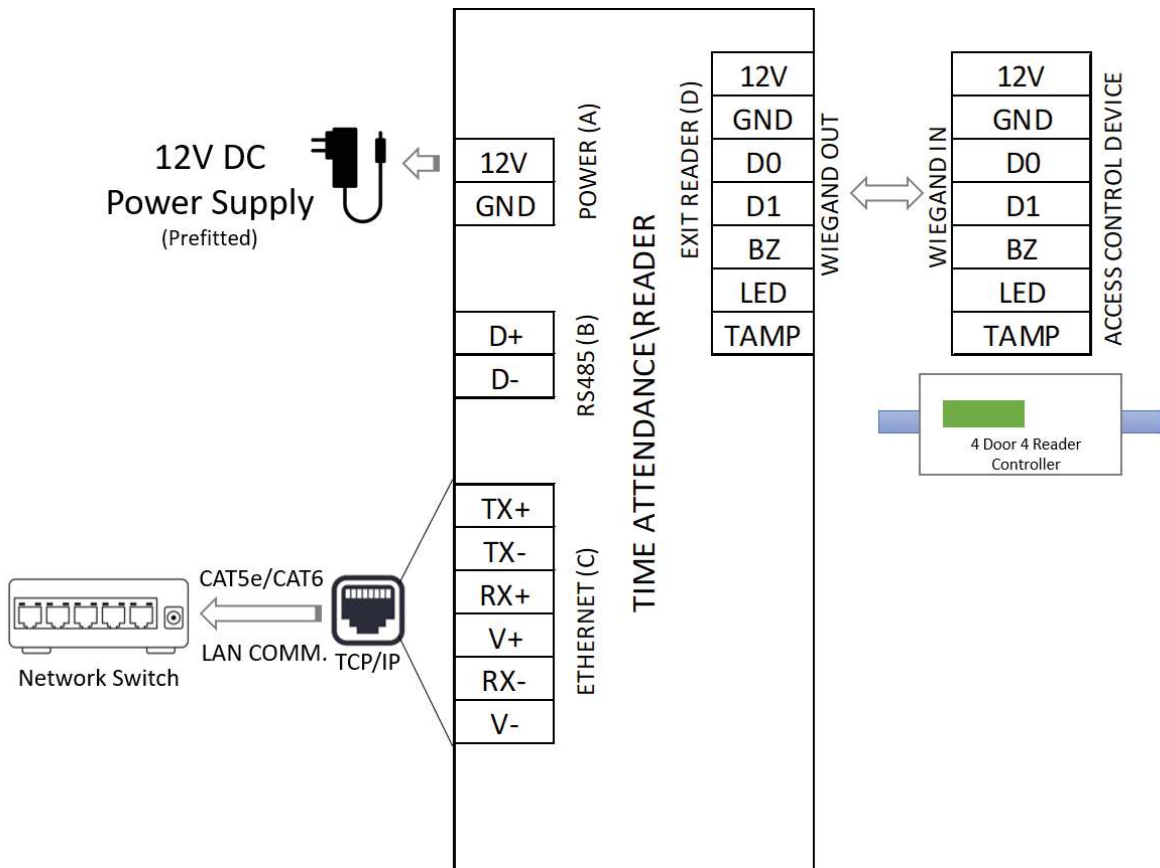 12V DC
Power Supply
(Prefitted)
12V
GND
POWER (A)
D+
D-
RS485 (B)
TX+
TX-
RX+
V+
RX-
V-
ETHERNET (C)
CAT5e/CAT6
LAN COMM.
TCP/IP
Network Switch
TIME ATTENDANCE\READER
EXIT READER (D)
12V
GND
D0
D1
BZ
LED
TAMP
WIEGAND OUT
WIEGAND IN
12V
GND
D0
D1
BZ
LED
TAMP
ACCESS CONTROL DEVICE
4 Door 4 Reader
Controller